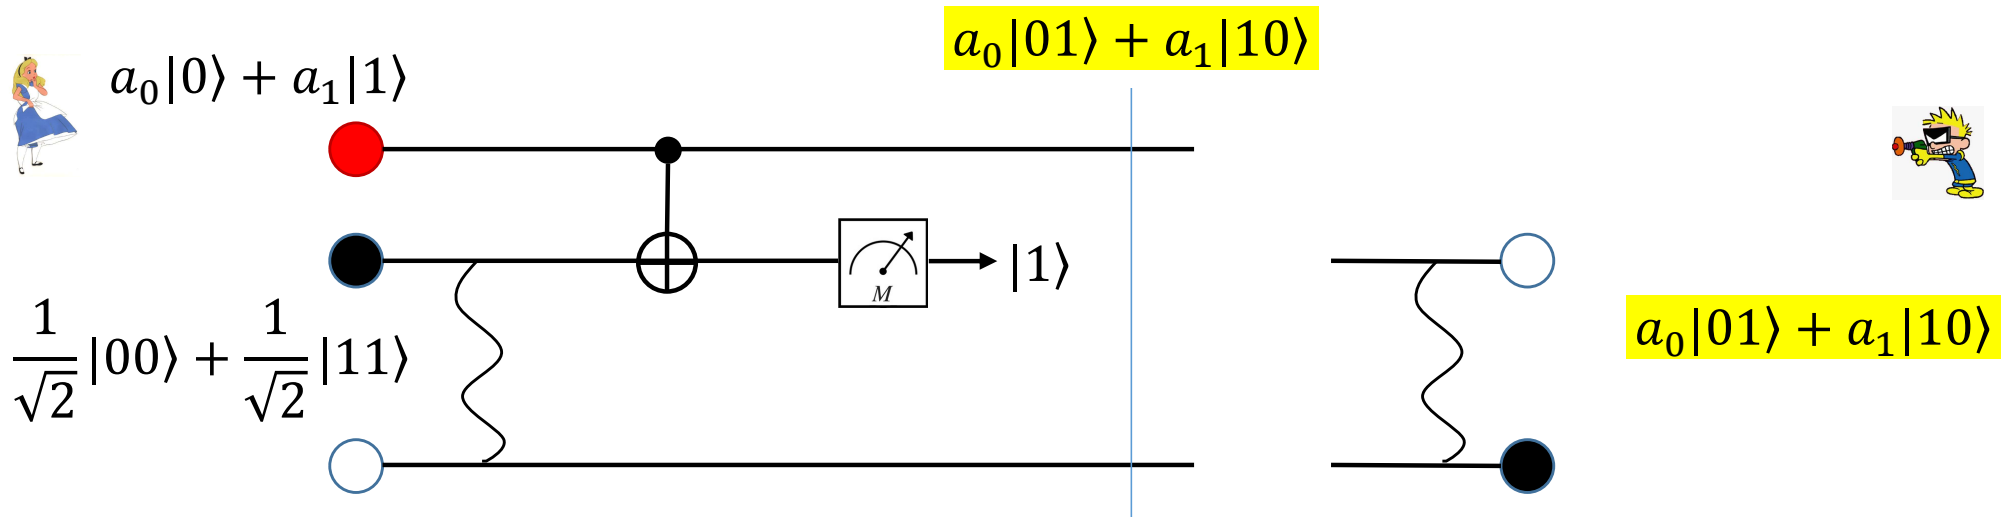 a₀|01⟩ + a₁|10⟩
a₀|0⟩ + a₁|1⟩
|1⟩
M
1/√2 |00⟩ + 1/√2 |11⟩
a₀|01⟩ + a₁|10⟩